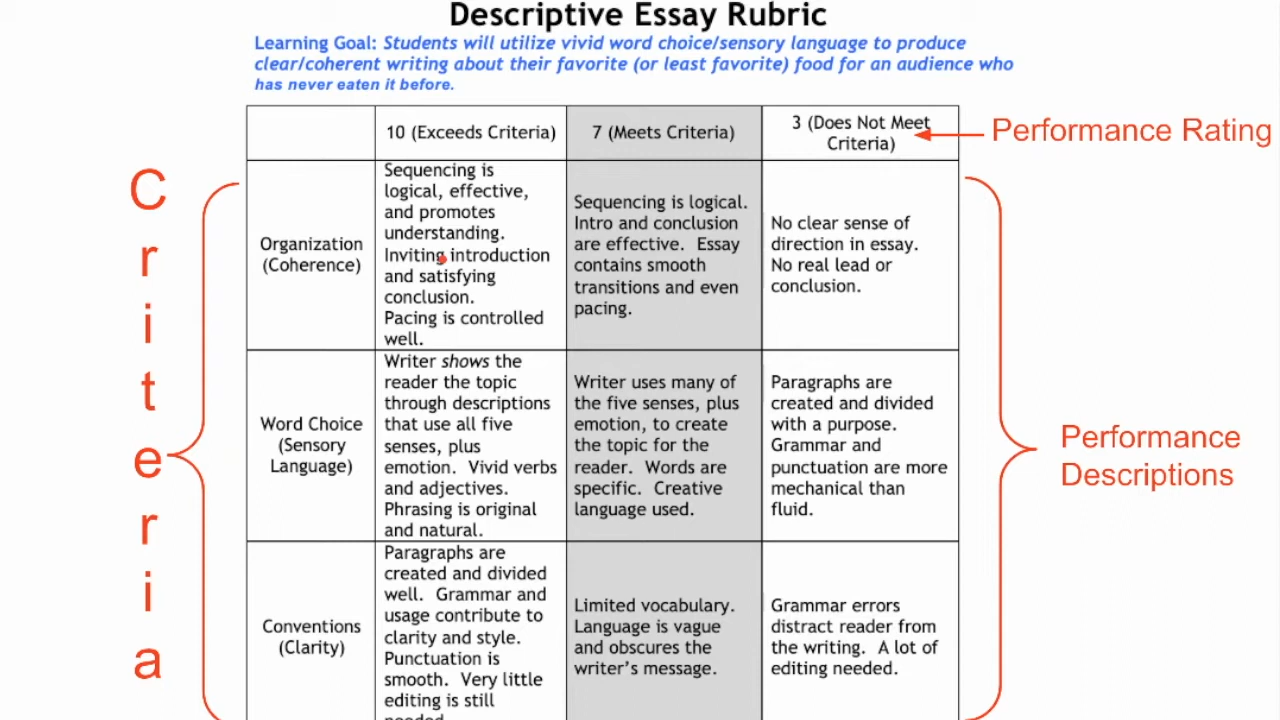 Descriptive Essay Rubric
Learning Goal: Students will utilize vivid word choice/sensory language to produce
clear/coherent writing about their favorite (or least favorite) food for an audience who
has never eaten it before.
10 (Exceeds Criteria)
7 (Meets Criteria)
3 (Does Not Meet
Criteria)
Performance Rating
Criteria
Organization
(Coherence)
Sequencing is
logical, effective,
and promotes
understanding.
Inviting introduction
and satisfying
conclusion.
Pacing is controlled
well.
Sequencing is logical.
Intro and conclusion
are effective. Essay
contains smooth
transitions and even
pacing.
No clear sense of
direction in essay.
No real lead or
conclusion.
Word Choice
(Sensory
Language)
Writer shows the
reader the topic
through descriptions
that use all five
senses, plus
emotion. Vivid verbs
and adjectives.
Phrasing is original
and natural.
Writer uses many of
the five senses, plus
emotion, to create
the topic for the
reader. Words are
specific. Creative
language used.
Paragraphs are
created and divided
with a purpose.
Grammar and
punctuation are more
mechanical than
fluid.
Performance
Descriptions
Conventions
(Clarity)
Paragraphs are
created and divided
well. Grammar and
usage contribute to
clarity and style.
Punctuation is
smooth. Very little
editing is still
Limited vocabulary.
Language is vague
and obscures the
writer's message.
Grammar errors
distract reader from
the writing. A lot of
editing needed.